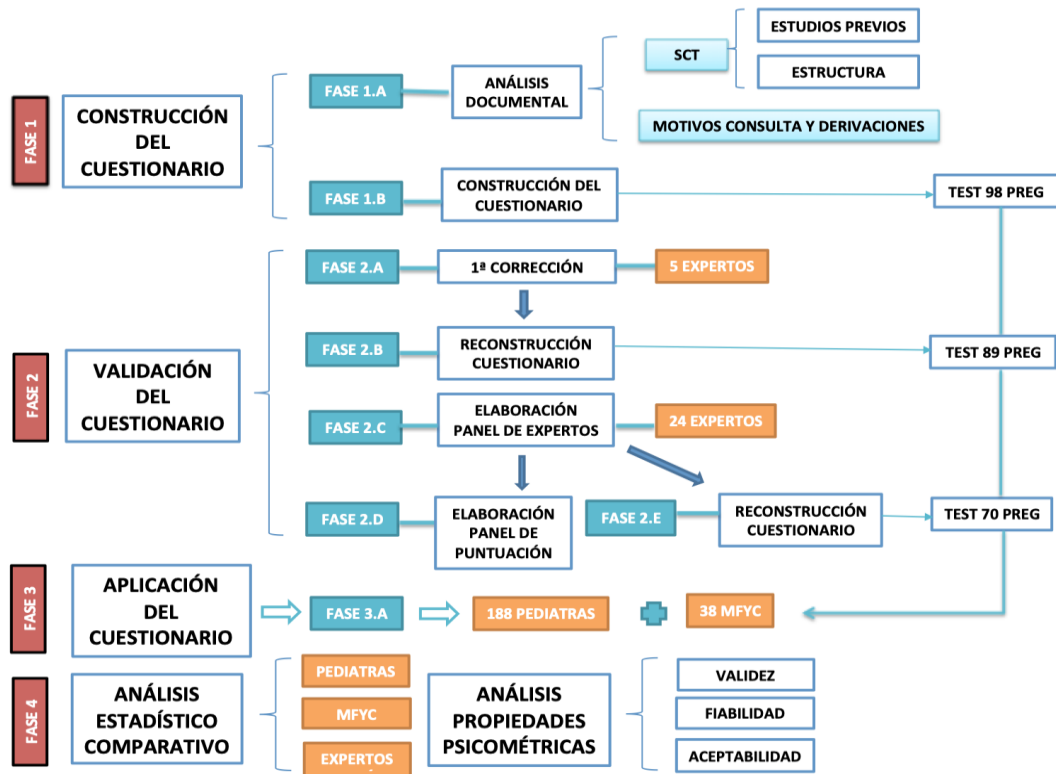 FASE 1
CONSTRUCCIÓN
DEL
CUESTIONARIO
FASE 1.A
ANÁLISIS
DOCUMENTAL
SCT
ESTUDIOS PREVIOS
ESTRUCTURA
MOTIVOS CONSULTA Y DERIVACIONES
FASE 1.B
CONSTRUCCIÓN DEL
CUESTIONARIO
TEST 98 PREG
FASE 2
VALIDACIÓN
DEL
CUESTIONARIO
FASE 2.A
1ª CORRECCIÓN
5 EXPERTOS
FASE 2.B
RECONSTRUCCIÓN
CUESTIONARIO
TEST 89 PREG
FASE 2.C
ELABORACIÓN
PANEL DE EXPERTOS
24 EXPERTOS
FASE 2.D
ELABORACIÓN
PANEL DE
PUNTUACIÓN
FASE 2.E
RECONSTRUCCIÓN
CUESTIONARIO
TEST 70 PREG
FASE 3
APLICACIÓN
DEL
CUESTIONARIO
FASE 3.A
188 PEDIATRAS
38 MFYC
FASE 4
ANÁLISIS
ESTADÍSTICO
COMPARATIVO
PEDIATRAS
MFYC
EXPERTOS
ANÁLISIS
PROPIEDADES
PSICOMÉTRICAS
VALIDEZ
FIABILIDAD
ACEPTABILIDAD